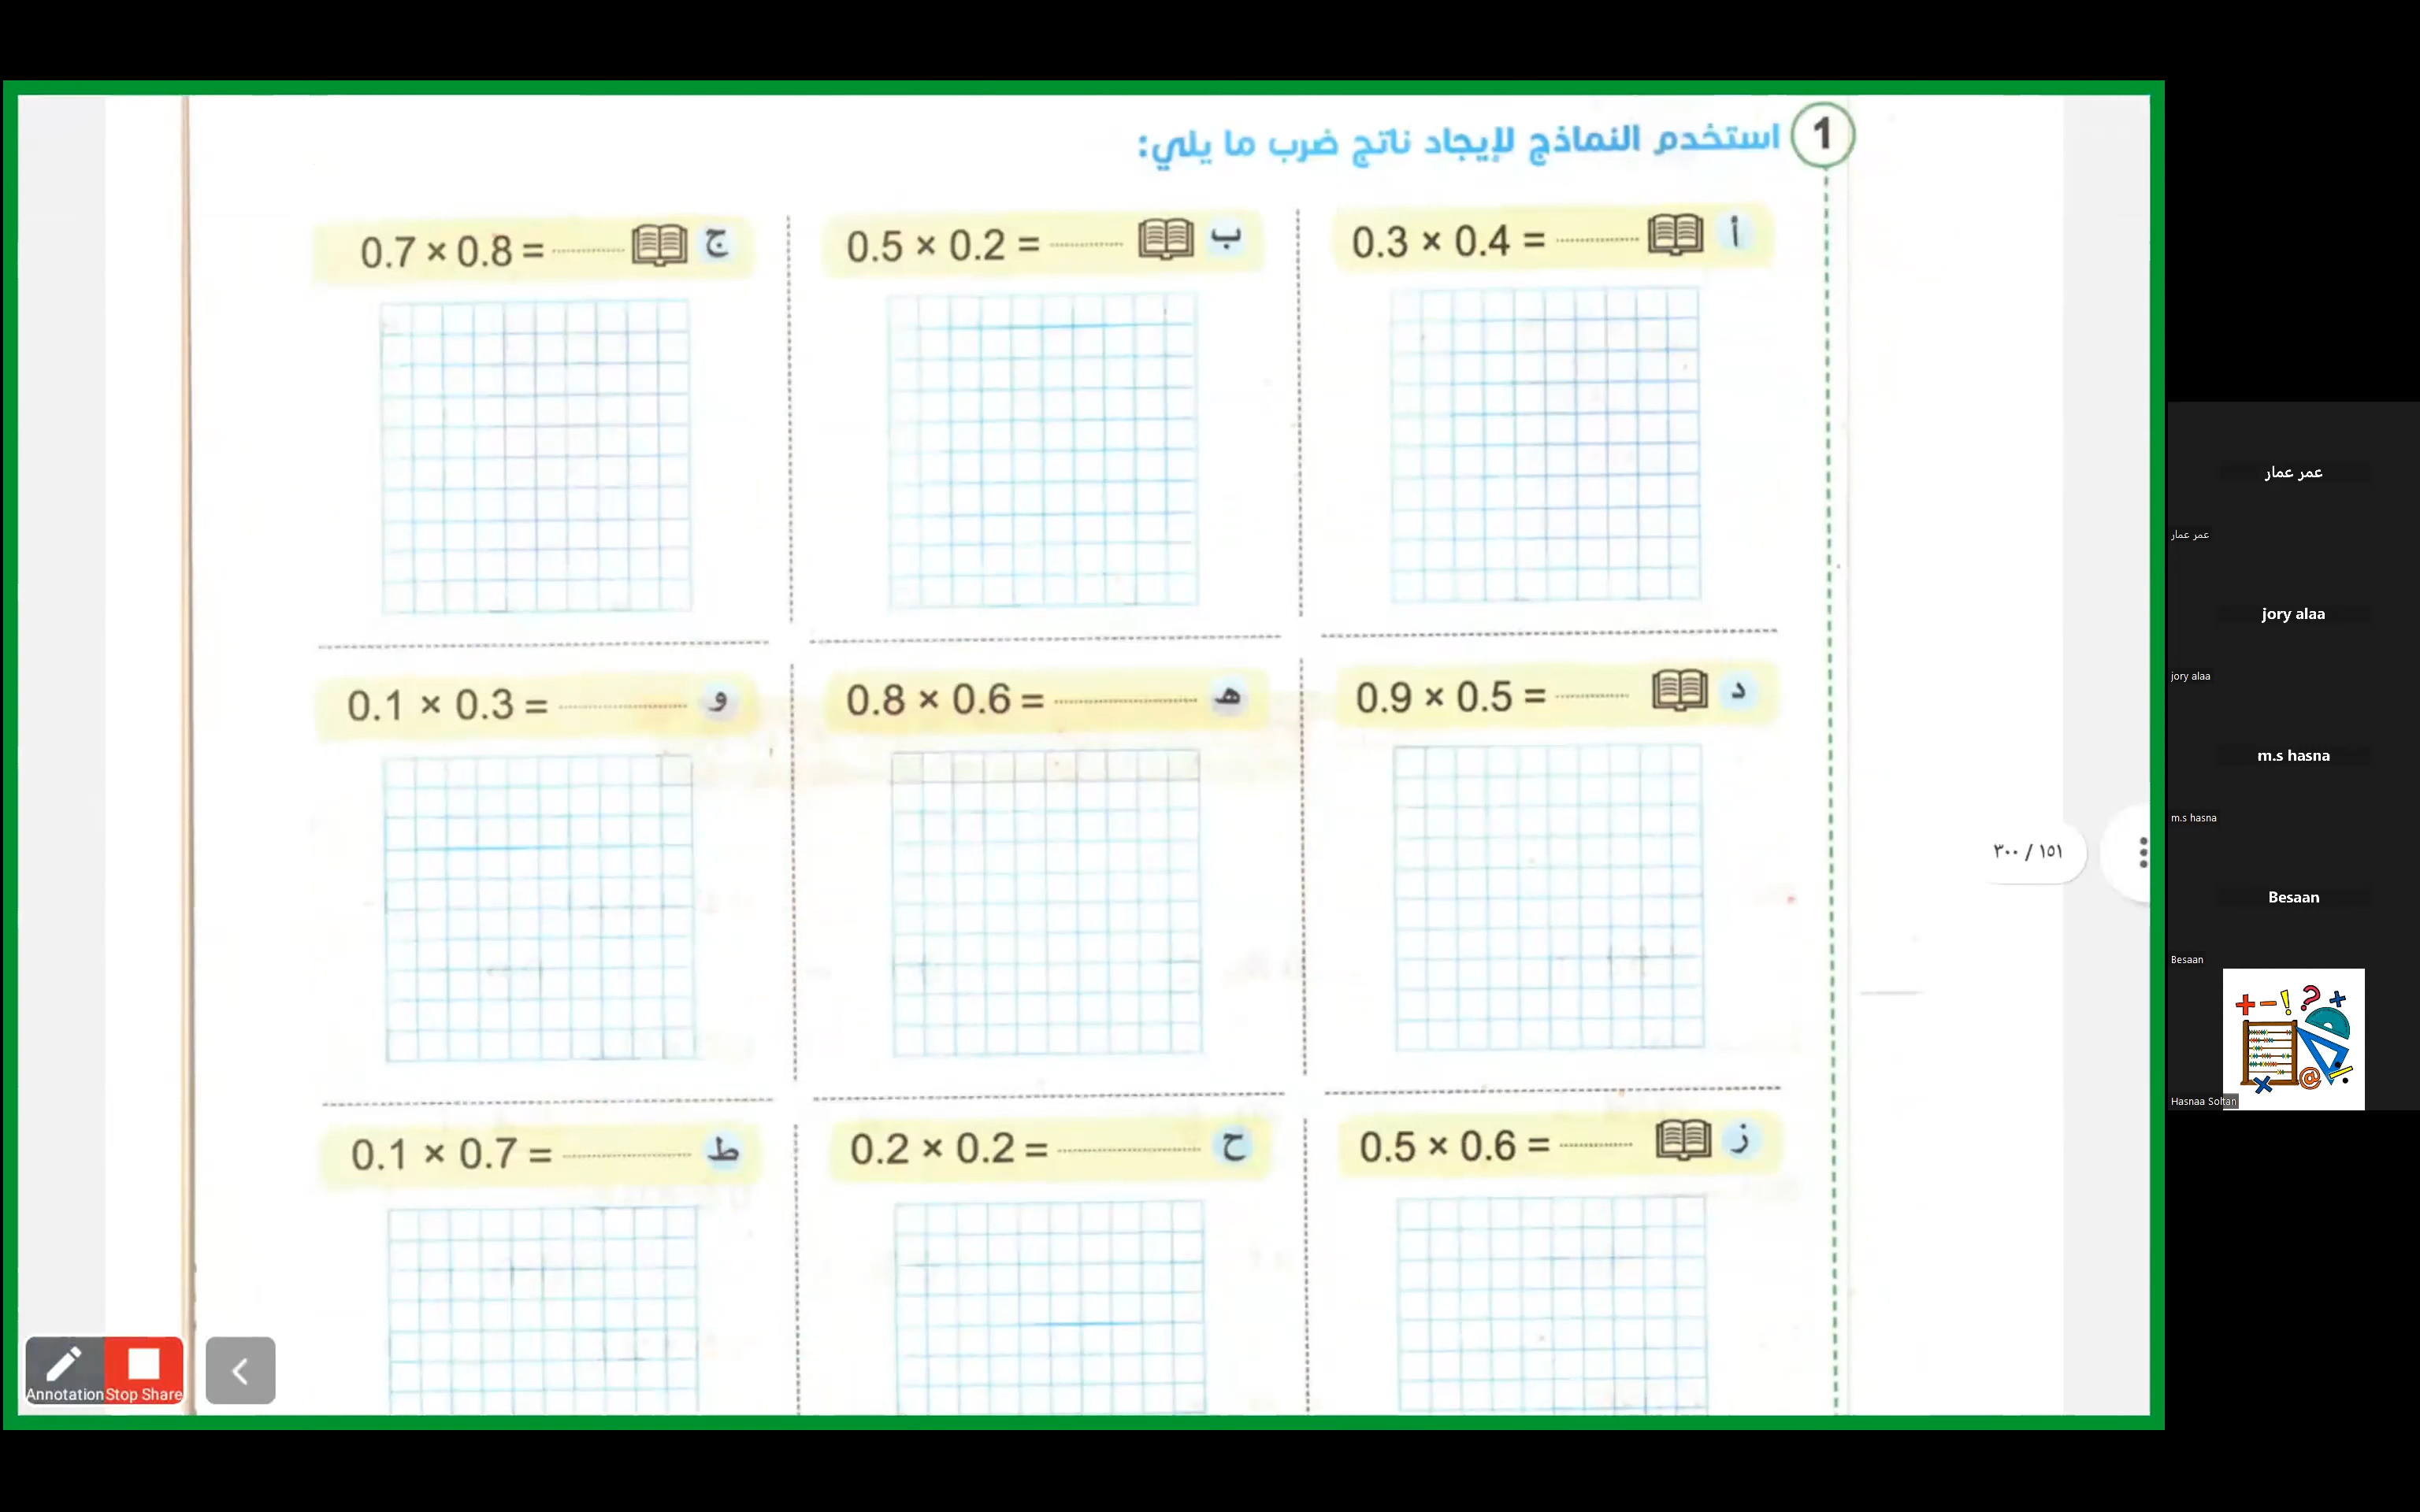 1 استخدم النماذج لإيجاد ناتج ضرب ما يلي:
أ 0.3 × 0.4 = ............
ب 0.5 × 0.2 = ............
ج 0.7 × 0.8 = ............
د 0.9 × 0.5 = ............
هـ 0.8 × 0.6 = ............
و 0.1 × 0.3 = ............
ز 0.5 × 0.6 = ............
ح 0.2 × 0.2 = ............
ط 0.1 × 0.7 = ............
١٥١ / ٣٠٠
Annotation
Stop Share
عمر عمار
عمر عمار
jory alaa
jory alaa
m.s hasna
m.s hasna
Besaan
Besaan
Hasnaa Soltan